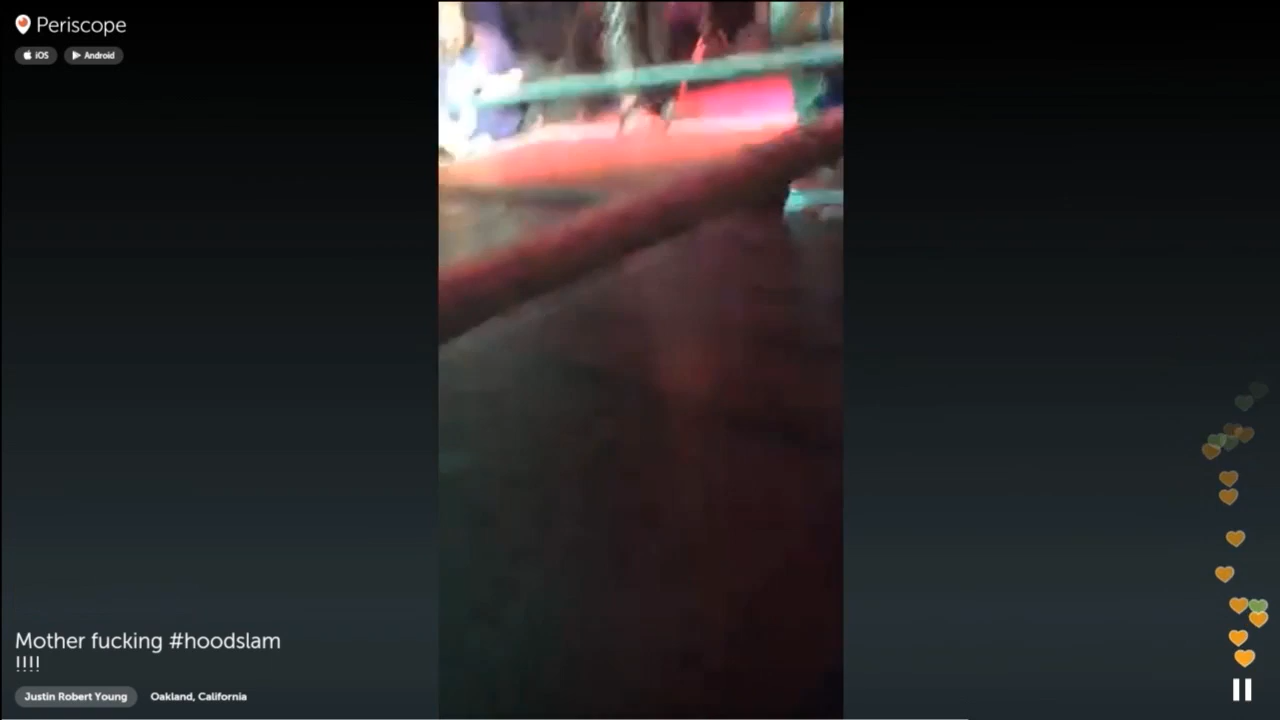 Periscope
iOS
Android
Mother fucking #hoodslam
!!!!
Justin Robert Young
Oakland, California